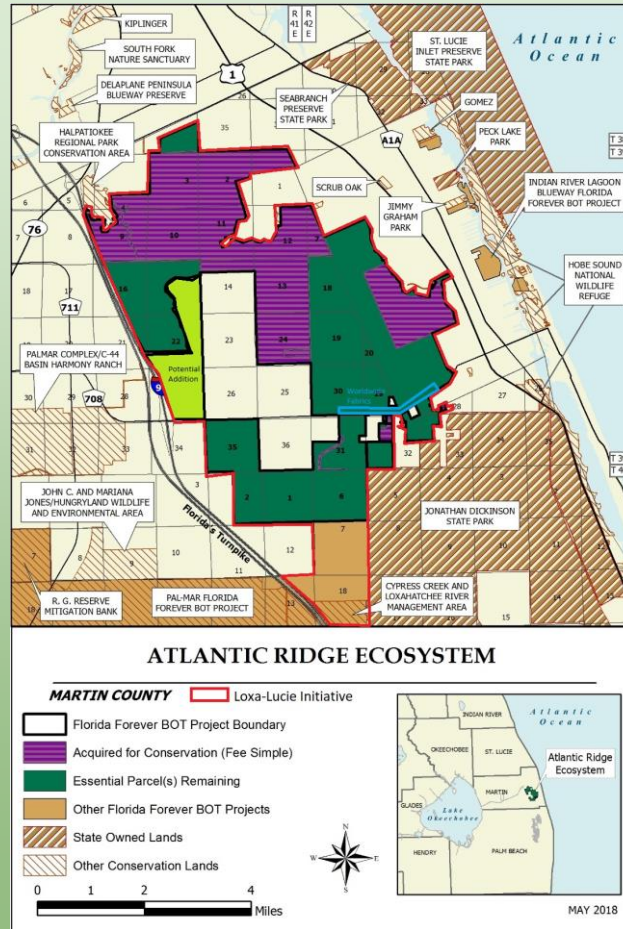 KIPLINGER
SOUTH FORK
NATURE SANCTUARY
DELAPLANE PENINSULA
BLUEWAY PRESERVE
HALPATIOKEE
REGIONAL PARK
CONSERVATION AREA
R
41
E
R
42
E
1
ST. LUCIE
INLET PRESERVE
STATE PARK
Atlantic
Ocean
SEABRANCH
PRESERVE
STATE PARK
GOMEZ
A1A
PECK LAKE
PARK
SCRUB OAK
JIMMY
GRAHAM
PARK
INDIAN RIVER LAGOON
BLUEWAY FLORIDA
FOREVER BOT PROJECT
HOBE SOUND
NATIONAL
WILDLIFE
REFUGE
76
711
708
PALMAR COMPLEX/C-44
BASIN HARMONY RANCH
Potential
Addition
JOHN C. AND MARIANA
JONES/HUNGRYLAND WILDLIFE
AND ENVIRONMENTAL AREA
Florida's Turnpike
JONATHAN DICKINSON
STATE PARK
R. G. RESERVE
MITIGATION BANK
PAL-MAR FLORIDA
FOREVER BOT PROJECT
CYPRESS CREEK AND
LOXAHATCHEE RIVER
MANAGEMENT AREA
ATLANTIC RIDGE ECOSYSTEM
MARTIN COUNTY Loxa-Lucie Initiative
Florida Forever BOT Project Boundary
Acquired for Conservation (Fee Simple)
Essential Parcel(s) Remaining
Other Florida Forever BOT Projects
State Owned Lands
Other Conservation Lands
0 1 2 4
Miles
N
W E
S
INDIAN RIVER
Atlantic
Ocean
OKEECHOBEE
ST. LUCIE
Atlantic Ridge
Ecosystem
MARTIN
GLADES
Lake
Okeechobee
HENDRY
PALM BEACH
MAY 2018